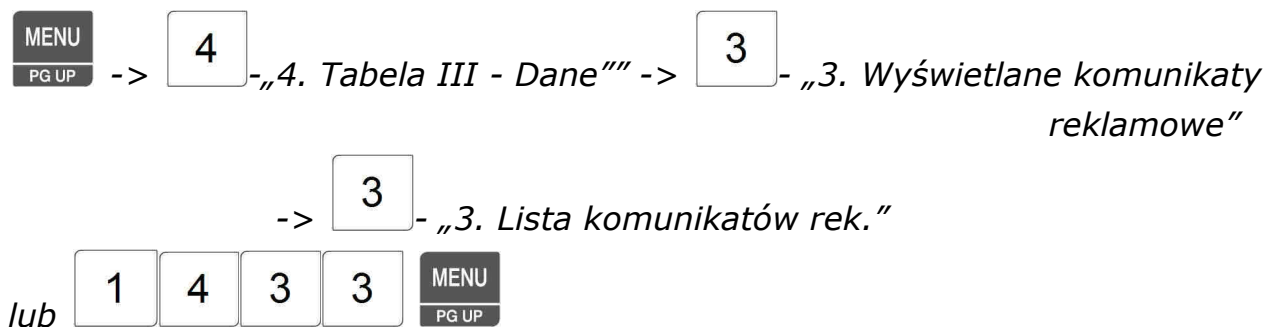 MENU
PG UP -> 4 -„4. Tabela III - Dane”” -> 3 - „3. Wyświetlane komunikaty
reklamowe”
-> 3 - „3. Lista komunikatów rek.”
lub 1 4 3 3 MENU
PG UP